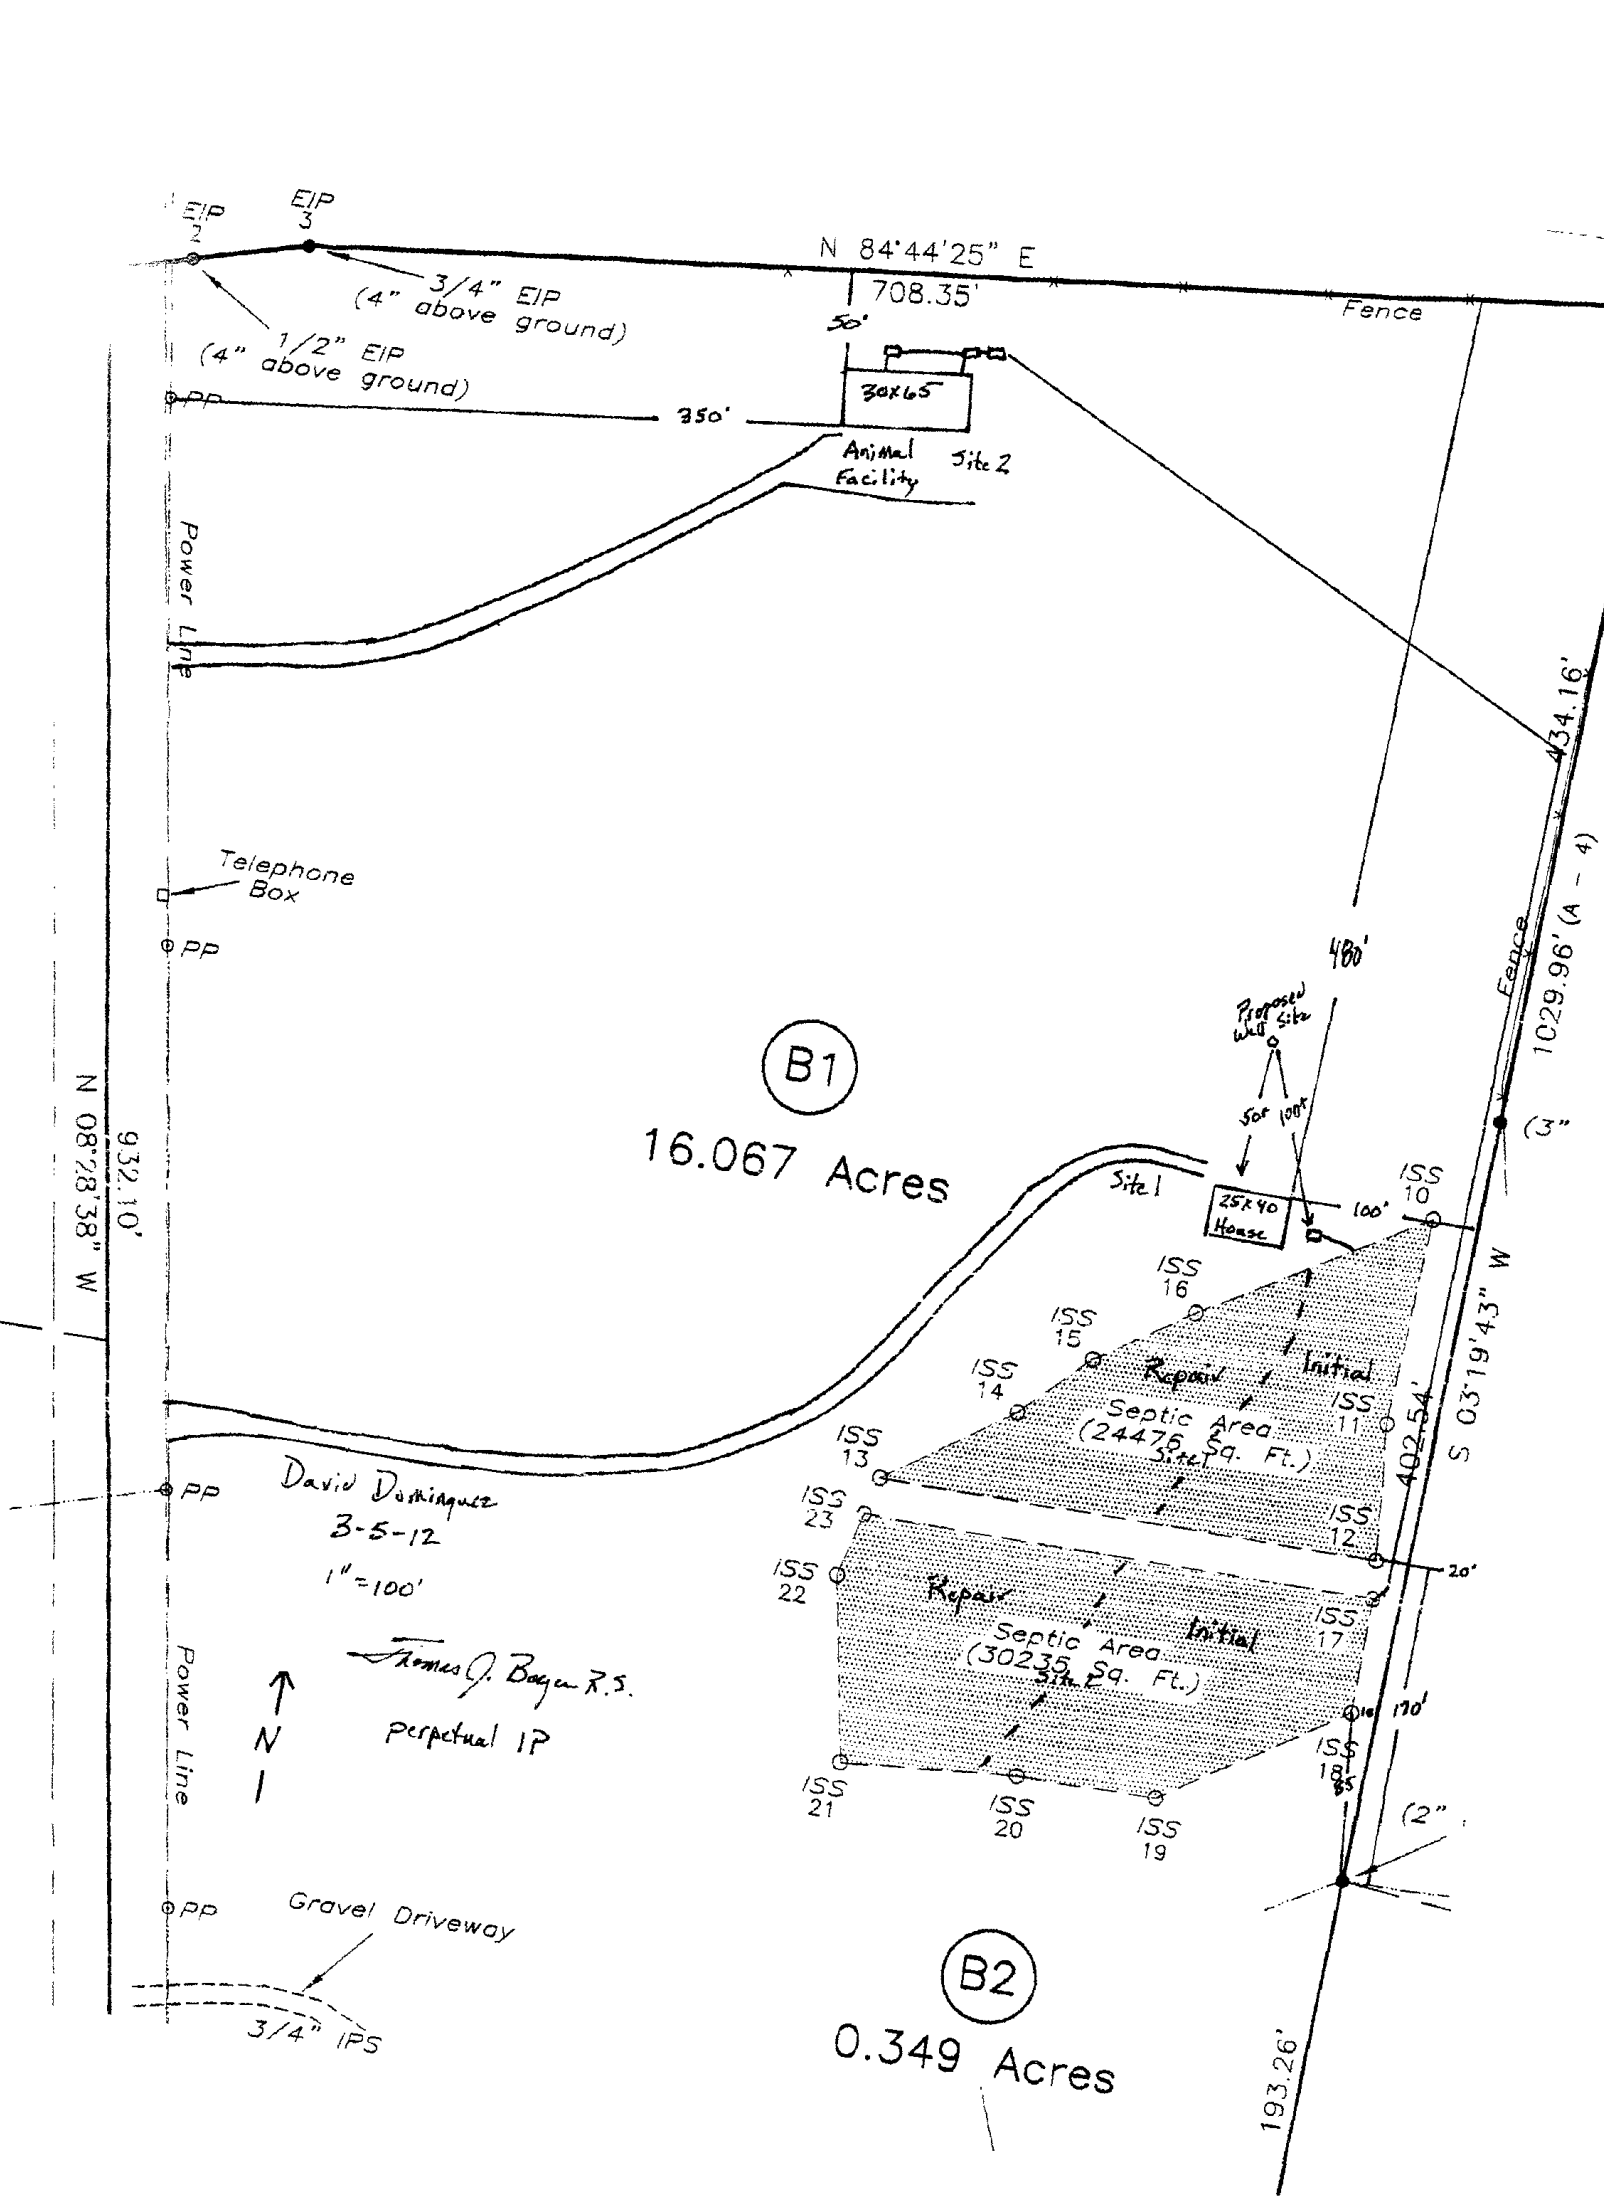 EIP
2
EIP
3
N 84°44'25" E
708.35'
3/4" EIP
(4" above ground)
1/2" EIP
(4" above ground)
Fence
50'
30x65
PP
350'
Animal
Facility
Site 2
Power Line
434.16'
Telephone
Box
PP
1029.96' (A - 4)
Fence
480'
Proposed
Well Site
50+ 100+
B1
16.067 Acres
N 08°28'38" W
932.10'
(3"
Site 1
25x40
House
100'
ISS
10
ISS
16
ISS
15
ISS
14
ISS
13
Repair
Initial
Septic Area
(24476 Sq. Ft.)
Site 1
ISS
11
402.54'
S 03°19'43" W
ISS
12
20'
PP
David Dominguez
3-5-12
1"=100'
ISS
23
ISS
22
Repair
Initial
Septic Area
(30235 Sq. Ft.)
ISS
17
170'
ISS
18
ISS
21
ISS
20
ISS
19
Power Line
N
Thomas J. R.S.
perpetual IP
(2"
PP
Gravel Driveway
3/4" IPS
B2
0.349 Acres
193.26'